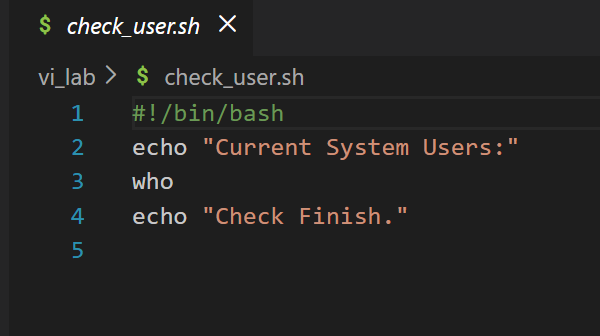 $ check_user.sh ×
vi_lab > $ check_user.sh
1 #!/bin/bash
2 echo "Current System Users:"
3 who
4 echo "Check Finish."
5